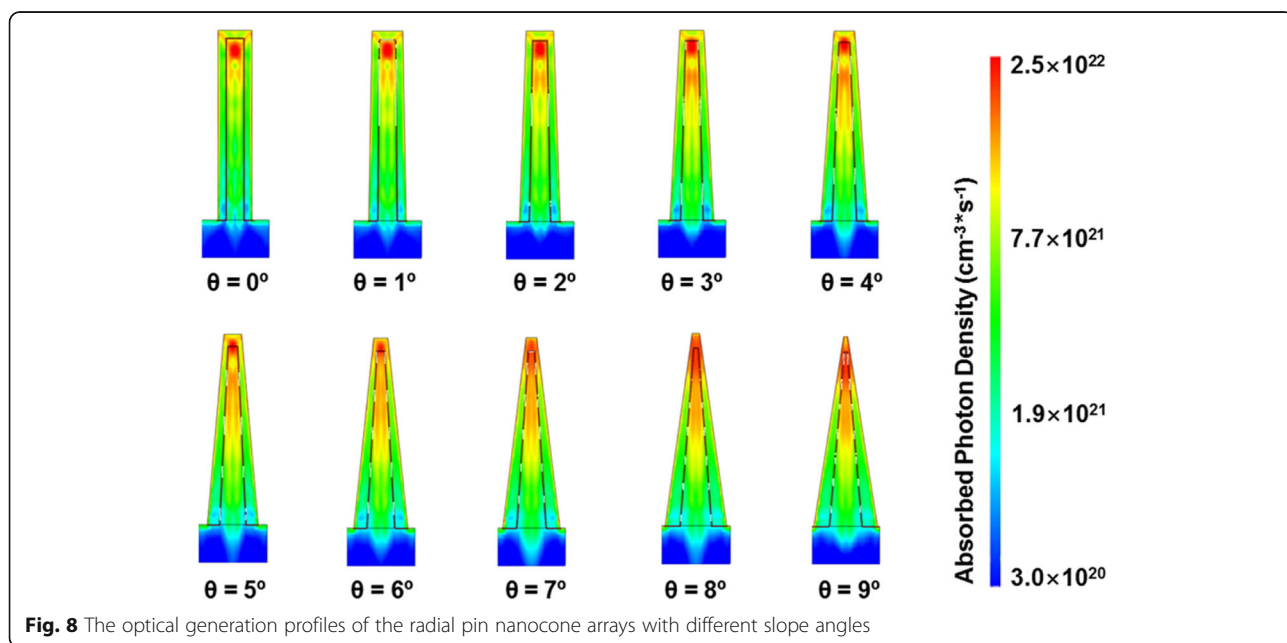 θ = 0º
θ = 1º
θ = 2º
θ = 3º
θ = 4º
θ = 5º
θ = 6º
θ = 7º
θ = 8º
θ = 9º
Absorbed Photon Density (cm⁻³*s⁻¹)
2.5×10²²
7.7×10²¹
1.9×10²¹
3.0×10²⁰
Fig. 8 The optical generation profiles of the radial pin nanocone arrays with different slope angles